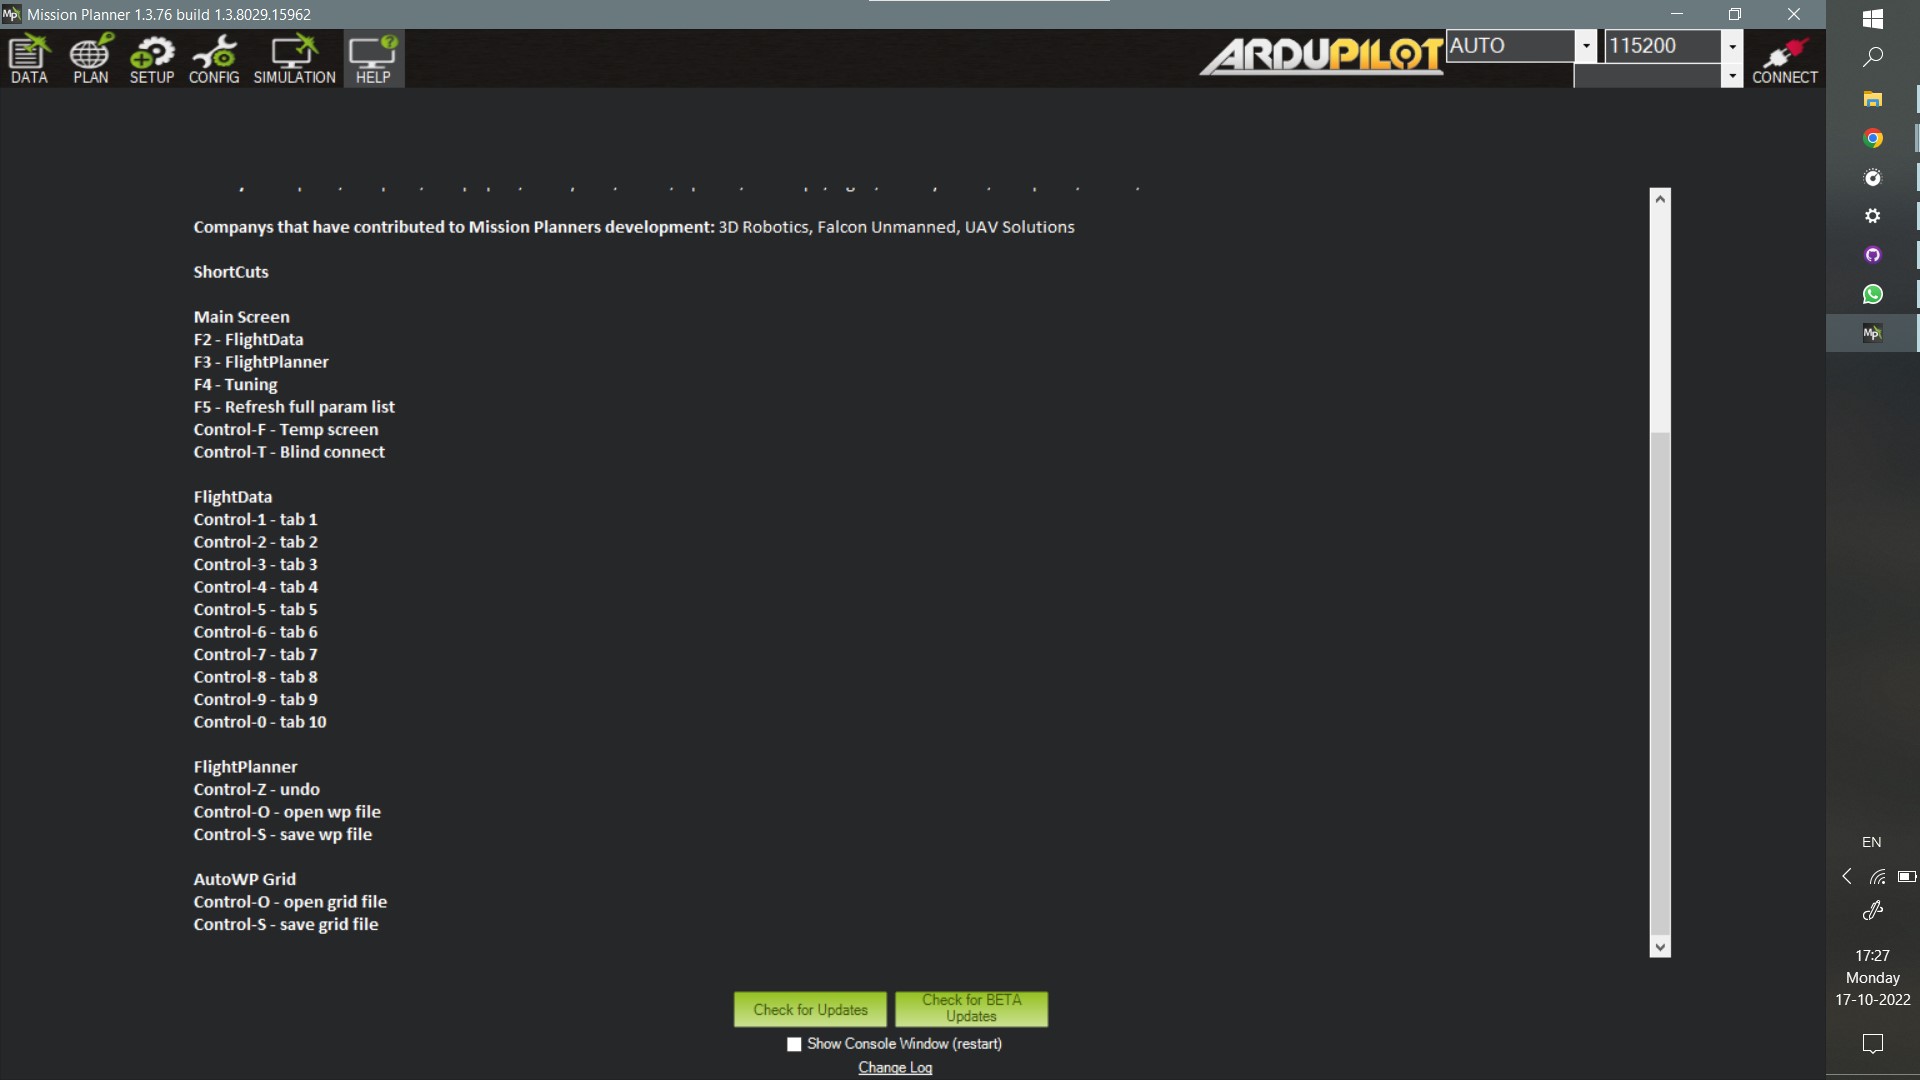 Mission Planner 1.3.76 build 1.3.8029.15962
DATA
PLAN
SETUP
CONFIG
SIMULATION
HELP
ARDUPILOT
AUTO
115200
CONNECT
Companys that have contributed to Mission Planners development: 3D Robotics, Falcon Unmanned, UAV Solutions
ShortCuts
Main Screen
F2 - FlightData
F3 - FlightPlanner
F4 - Tuning
F5 - Refresh full param list
Control-F - Temp screen
Control-T - Blind connect
FlightData
Control-1 - tab 1
Control-2 - tab 2
Control-3 - tab 3
Control-4 - tab 4
Control-5 - tab 5
Control-6 - tab 6
Control-7 - tab 7
Control-8 - tab 8
Control-9 - tab 9
Control-0 - tab 10
FlightPlanner
Control-Z - undo
Control-O - open wp file
Control-S - save wp file
AutoWP Grid
Control-O - open grid file
Control-S - save grid file
Check for Updates
Check for BETA
Updates
Show Console Window (restart)
Change Log
Mp
EN
17:27
Monday
17-10-2022